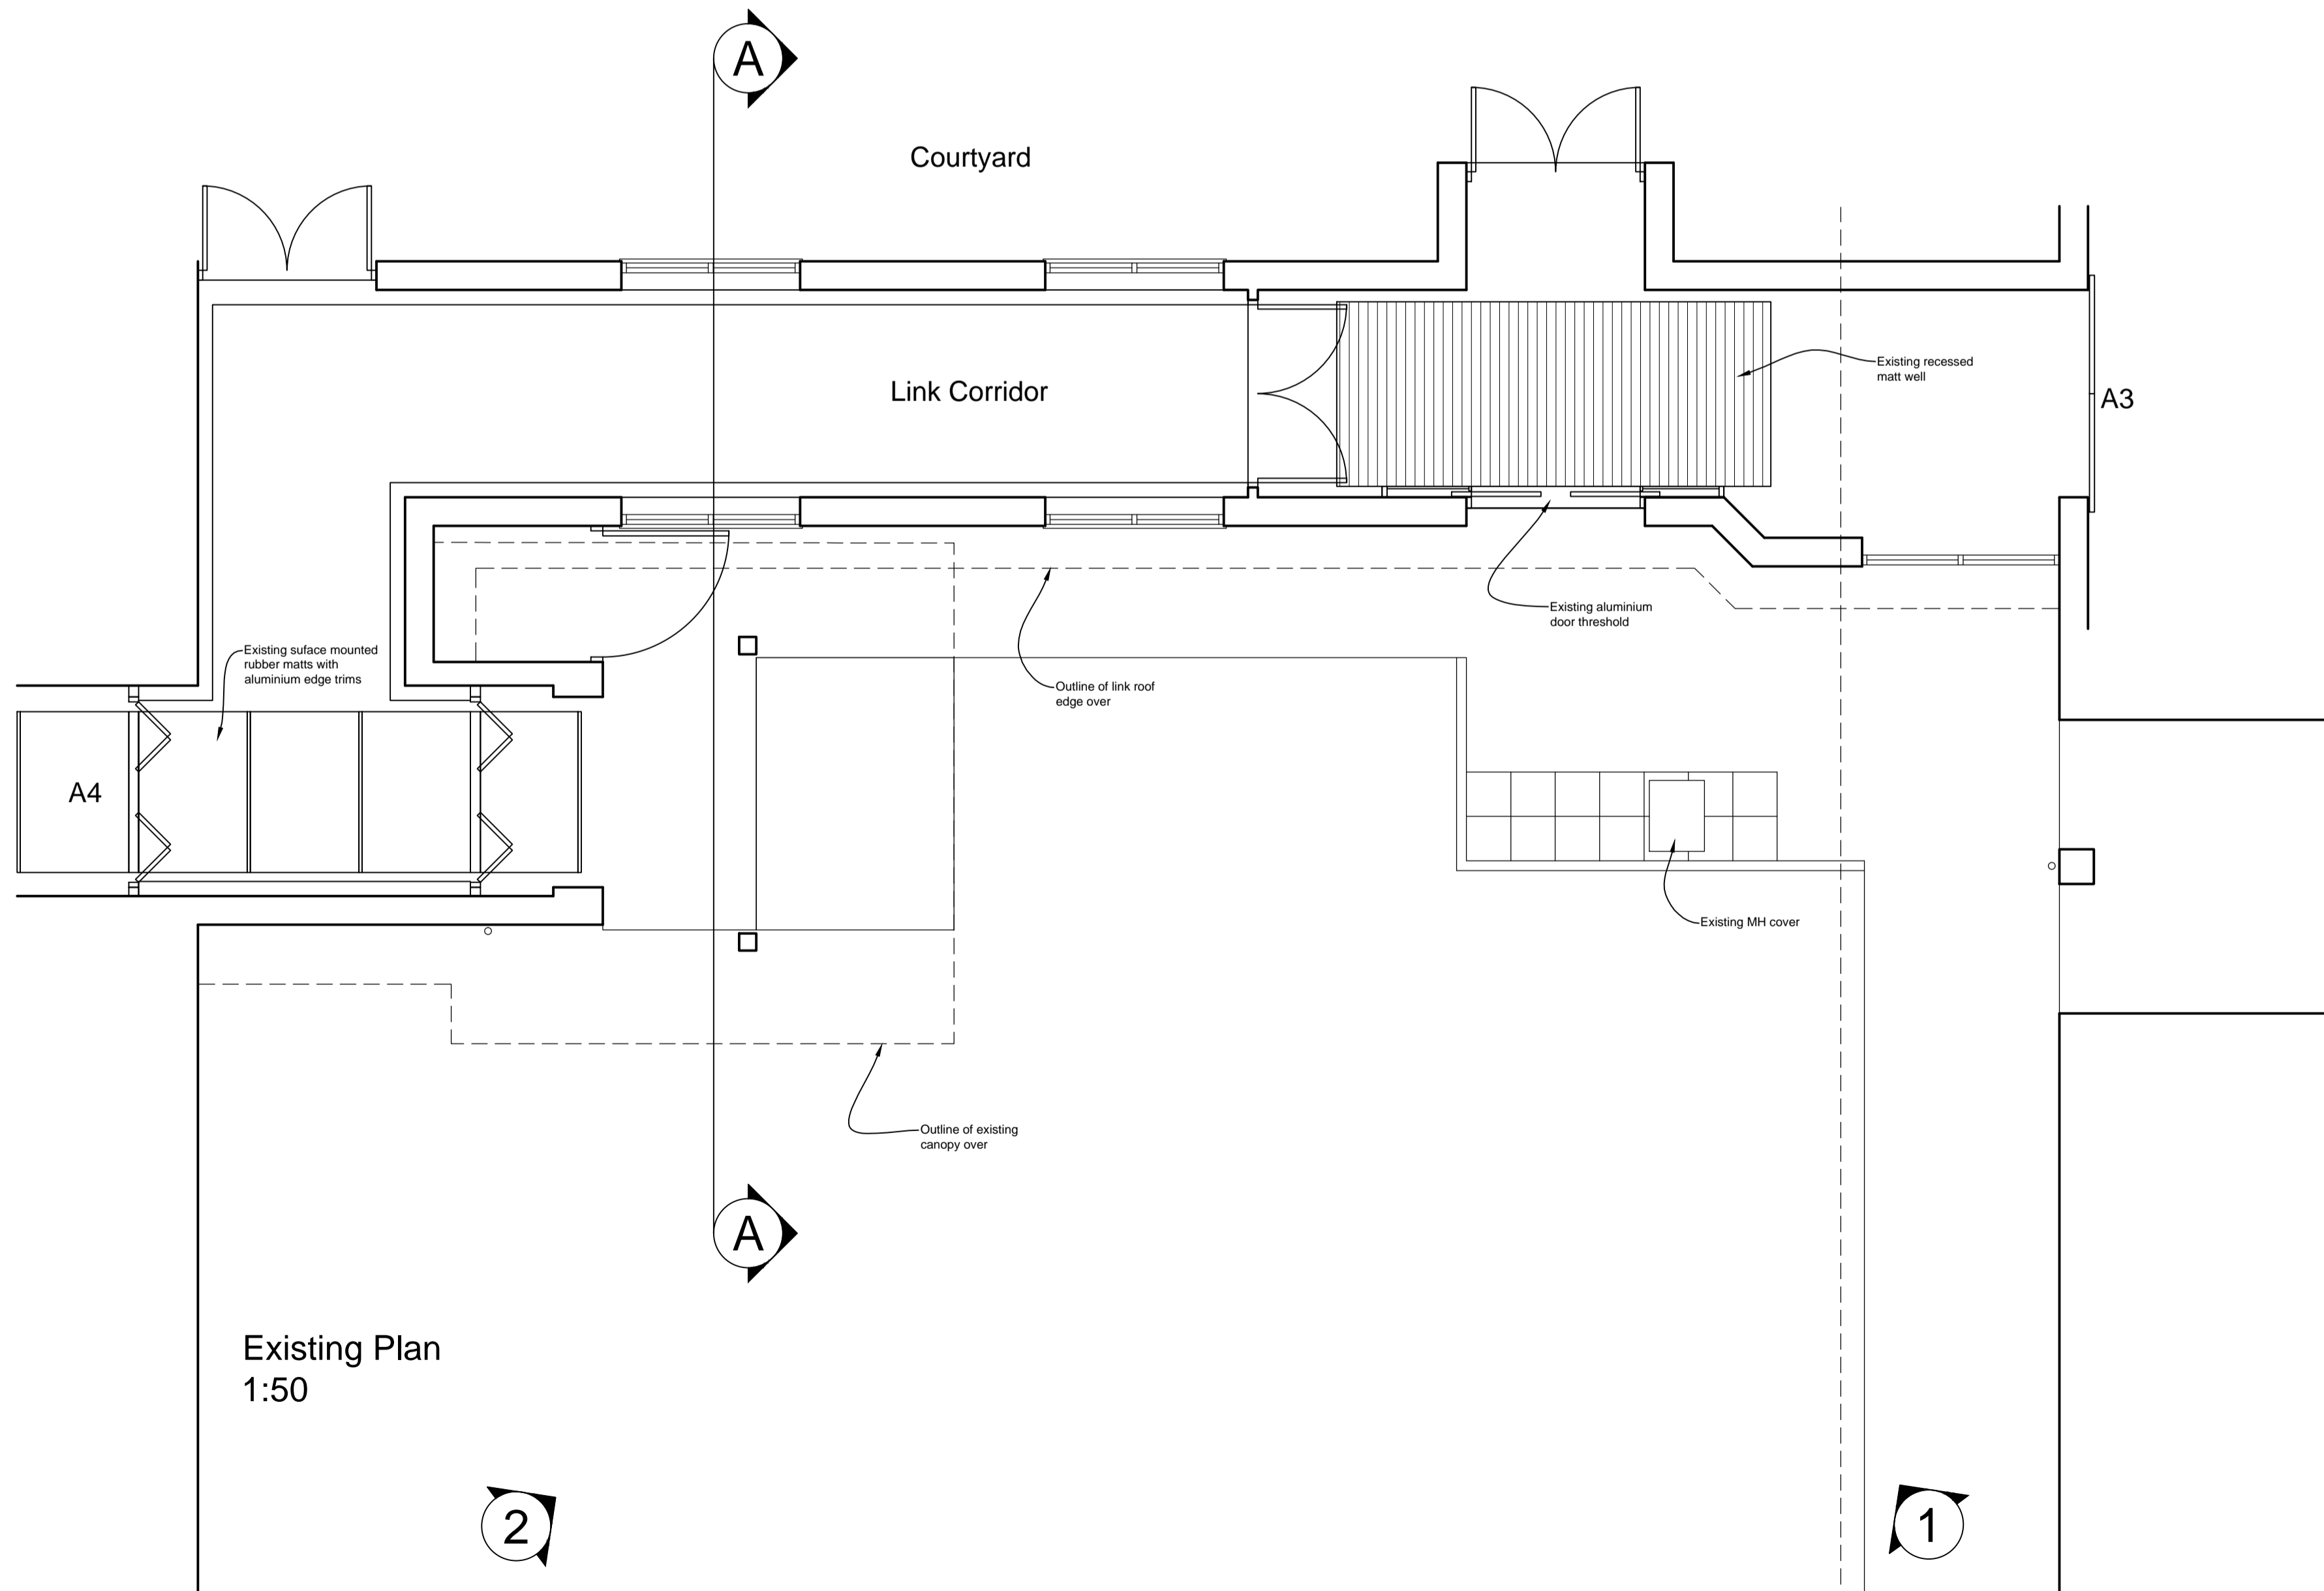 A
Courtyard
Existing recessed
matt well
Link Corridor
A3
Existing aluminium
door threshold
Existing suface mounted
rubber matts with
aluminium edge trims
Outline of link roof
edge over
A4
Existing MH cover
Outline of existing
canopy over
A
Existing Plan
1:50
2
1